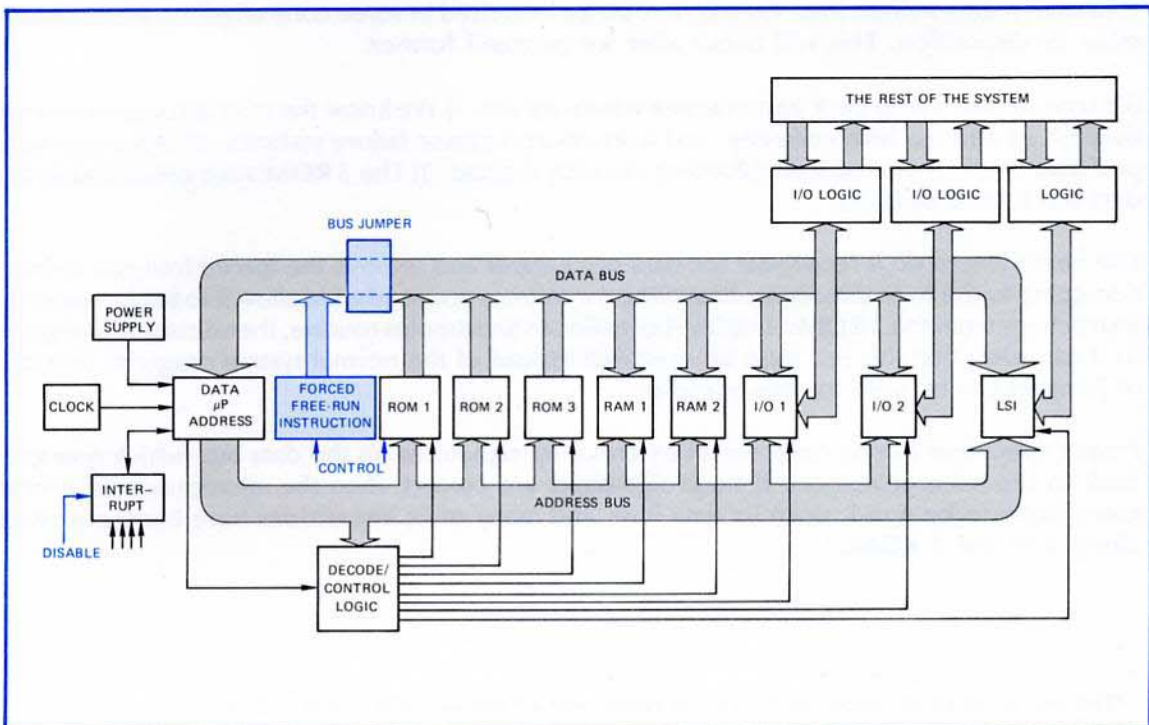 THE REST OF THE SYSTEM
I/O LOGIC
I/O LOGIC
LOGIC
BUS JUMPER
DATA BUS
POWER
SUPPLY
CLOCK
DATA
μP
ADDRESS
FORCED
FREE-RUN
INSTRUCTION
ROM 1
ROM 2
ROM 3
RAM 1
RAM 2
I/O 1
I/O 2
LSI
CONTROL
INTER-
RUPT
ADDRESS BUS
DISABLE
DECODE/
CONTROL
LOGIC